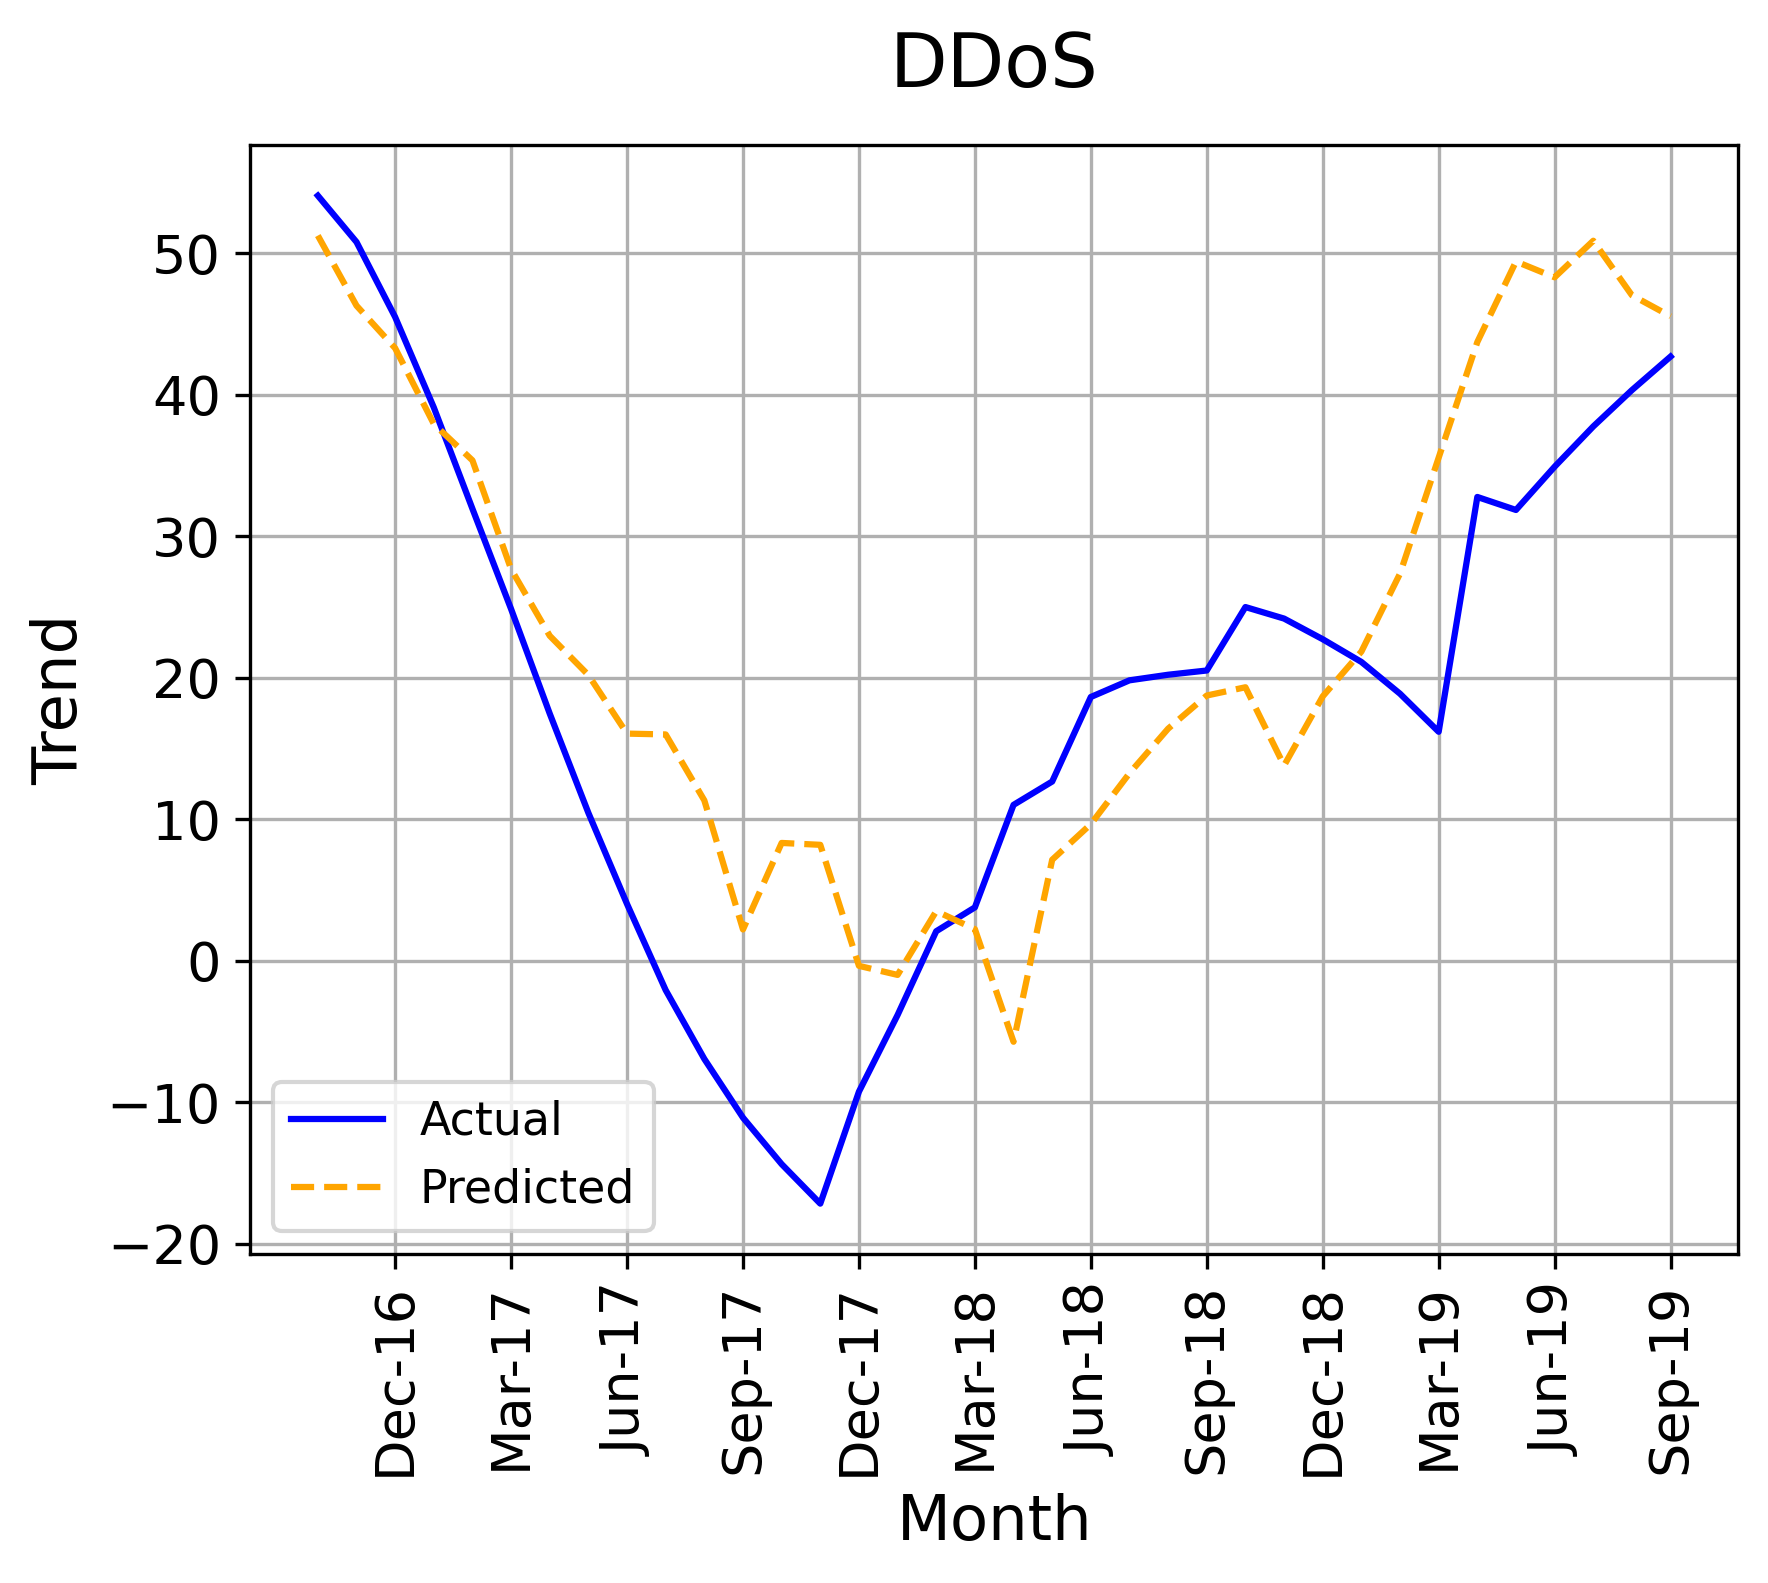 DDoS
Trend
50
40
30
20
10
0
−10
−20
Actual
Predicted
Dec-16
Mar-17
Jun-17
Sep-17
Dec-17
Mar-18
Jun-18
Sep-18
Dec-18
Mar-19
Jun-19
Sep-19
Month